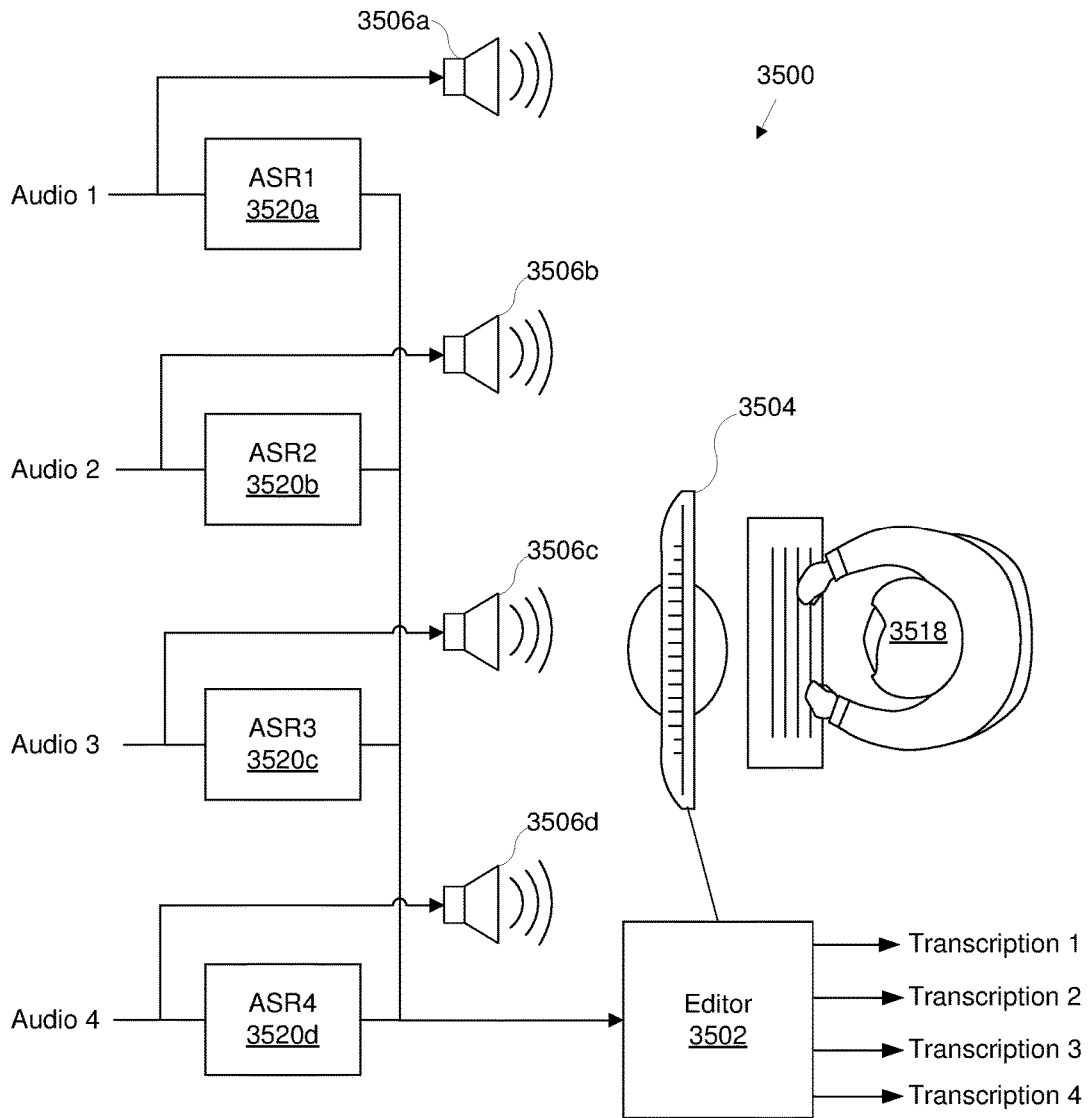 3506a
3500
Audio 1
ASR1
3520a
3506b
Audio 2
ASR2
3520b
3504
3506c
3518
Audio 3
ASR3
3520c
3506d
Audio 4
ASR4
3520d
Editor
3502
Transcription 1
Transcription 2
Transcription 3
Transcription 4